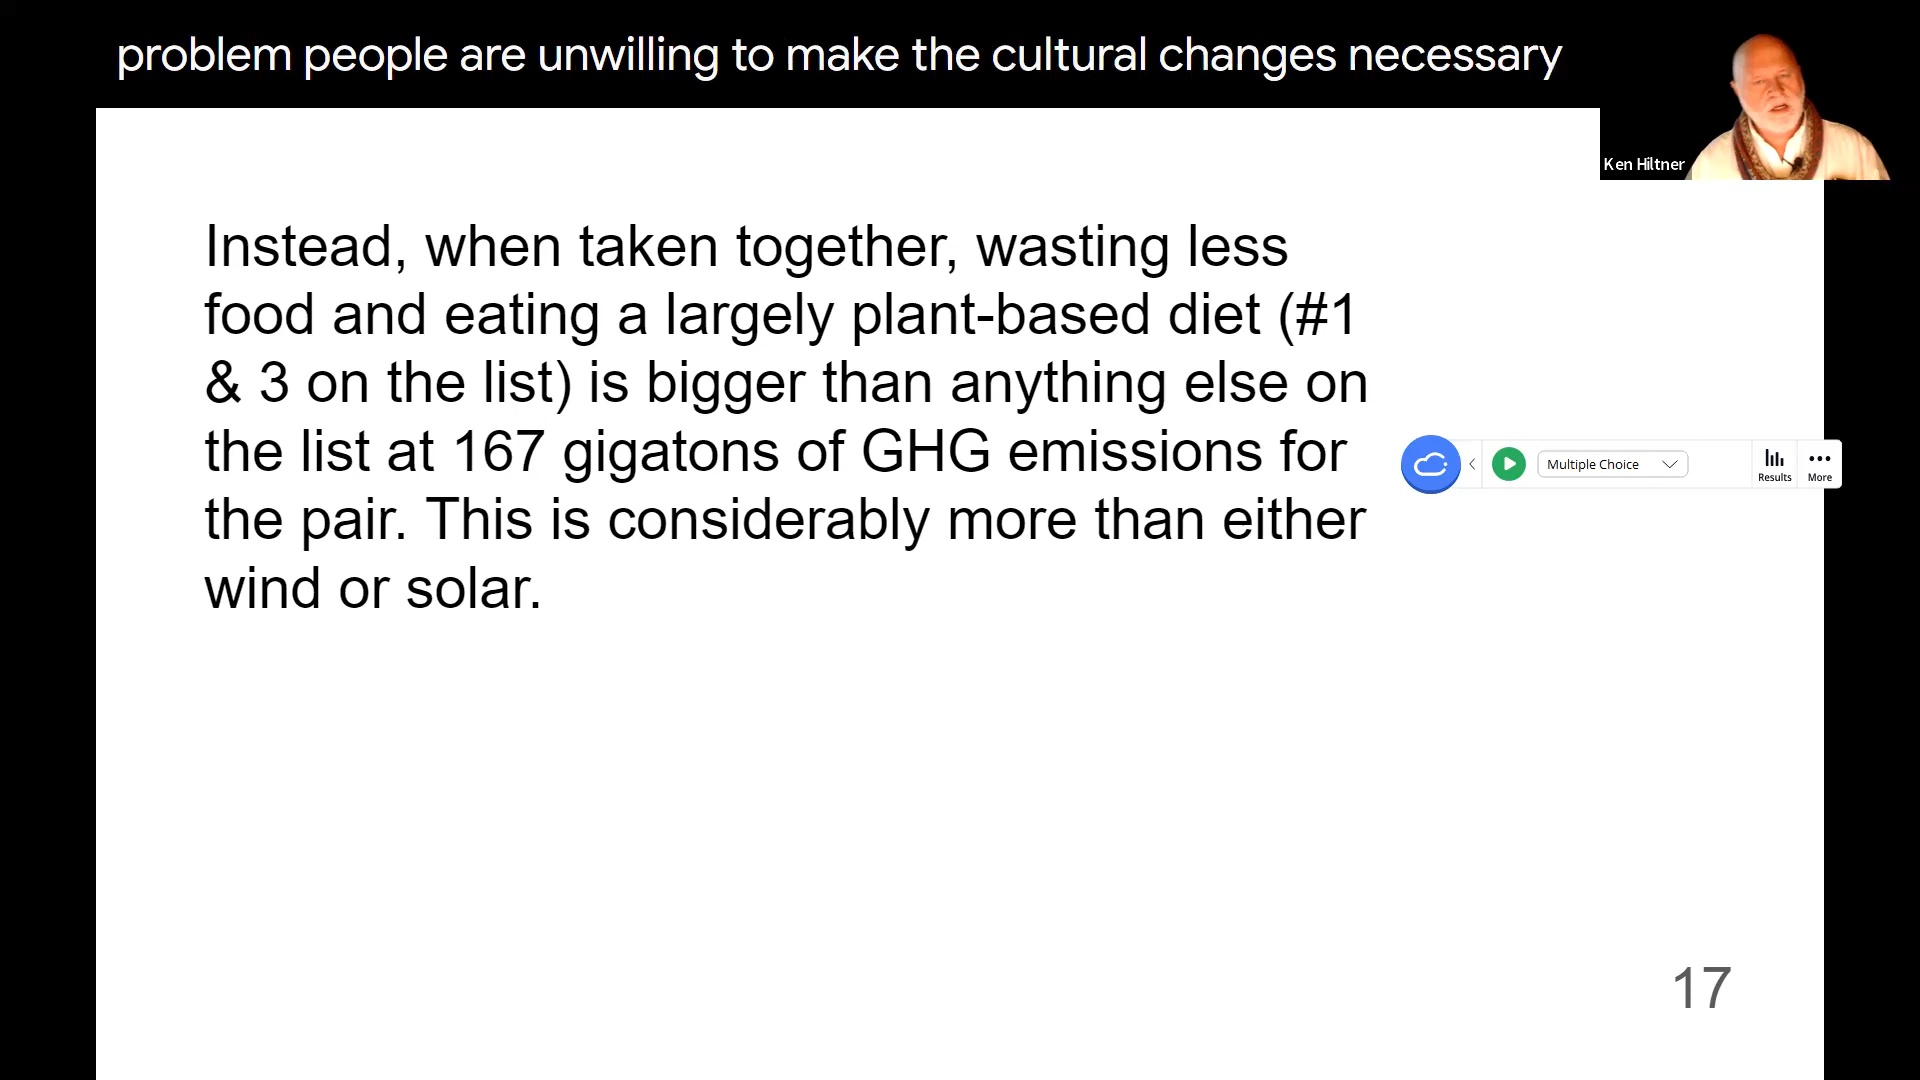 problem people are unwilling to make the cultural changes necessary
Ken Hiltner
Instead, when taken together, wasting less
food and eating a largely plant-based diet (#1
& 3 on the list) is bigger than anything else on
the list at 167 gigatons of GHG emissions for
the pair. This is considerably more than either
wind or solar.
Multiple Choice
Results
More
17